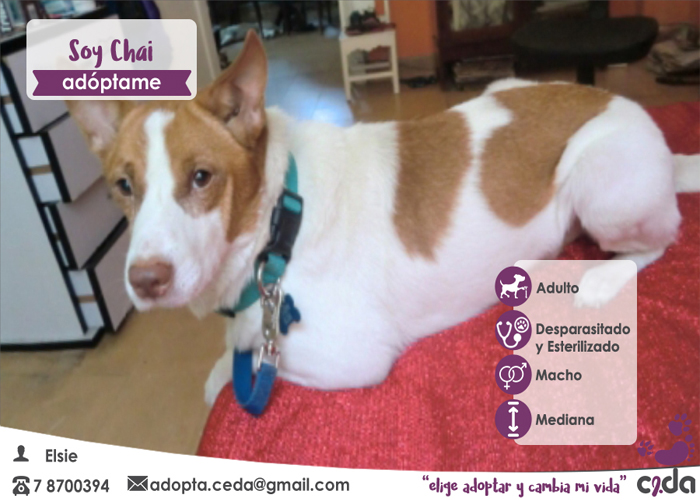 Soy Chai
adóptame
Adulto
Desparasitado
y Esterilizado
Macho
Mediana
Elsie
7 8700394
adopta.ceda@gmail.com
“elige adoptar y cambia mi vida”
ceda
ceda